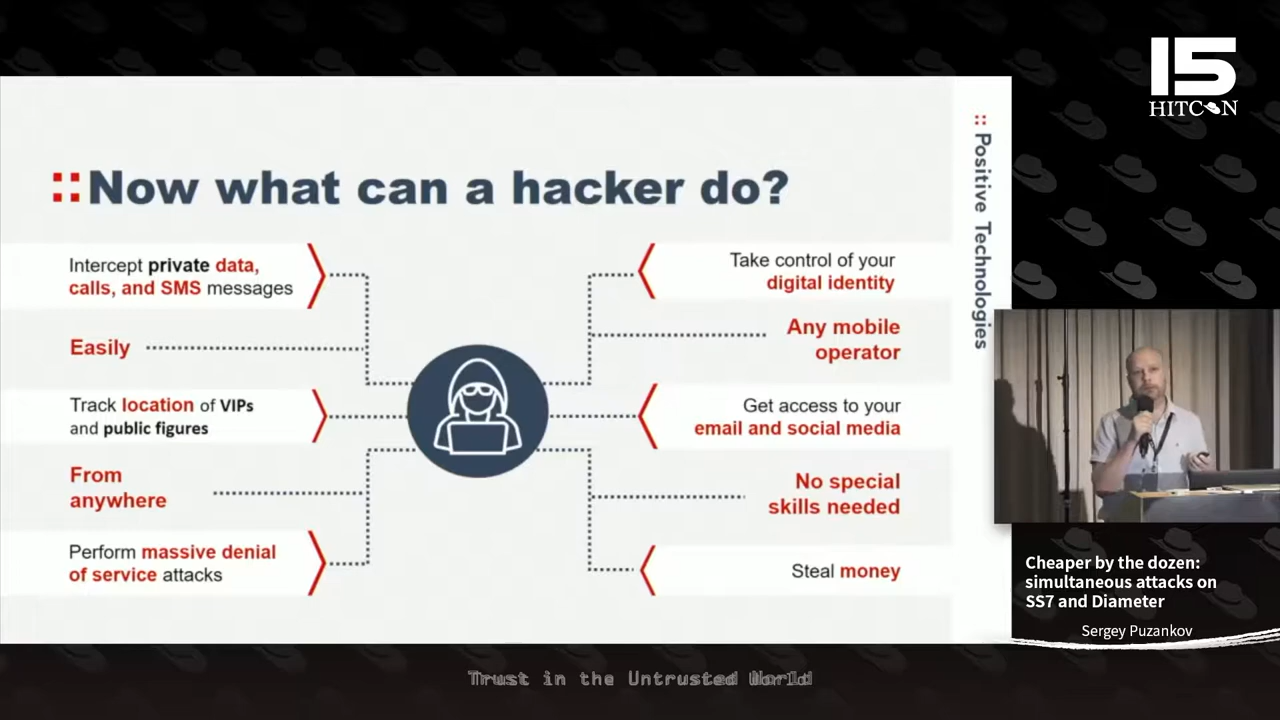 15
HITCON
:: Positive Technologies
::Now what can a hacker do?
Intercept private data,
calls, and SMS messages
Easily
Track location of VIPs
and public figures
From
anywhere
Perform massive denial
of service attacks
Take control of your
digital identity
Any mobile
operator
Get access to your
email and social media
No special
skills needed
Steal money
Cheaper by the dozen:
simultaneous attacks on
SS7 and Diameter
Sergey Puzankov
Trust in the Untrusted World